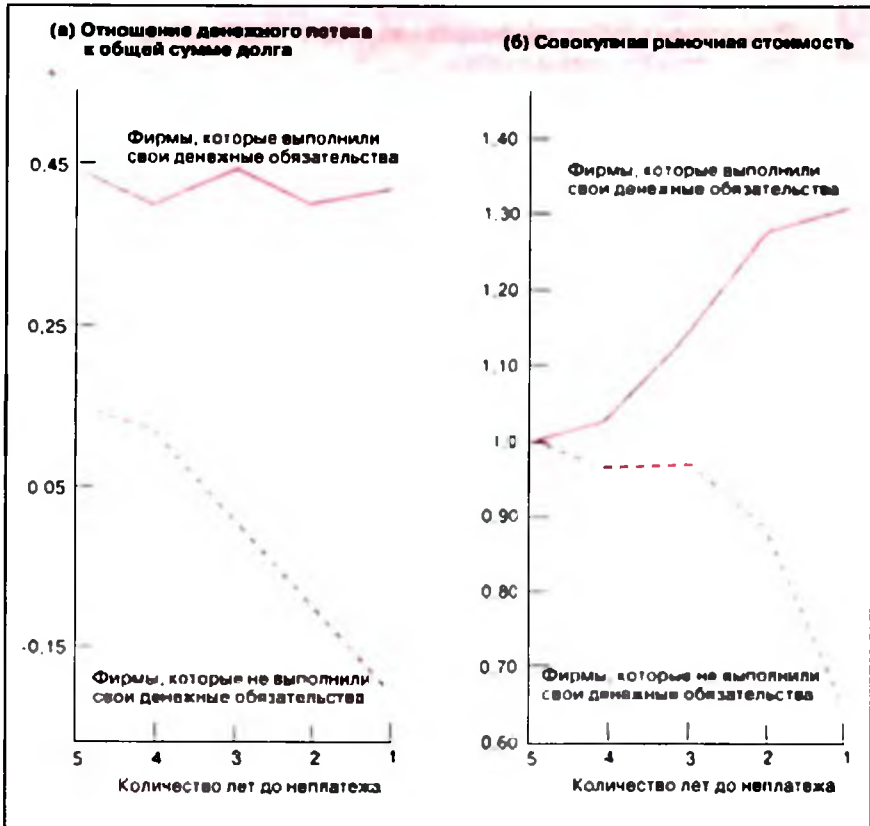 (а) Отношение денежного потока
к общей сумме долга
Фирмы, которые выполнили
свои денежные обязательства
0.45
0.25
0.05
-0.15
Фирмы, которые не выполнили
свои денежные обязательства
5 4 3 2 1
Количество лет до неплатежа
(б) Совокупная рыночная стоимость
1.40
Фирмы, которые выполнили
свои денежные обязательства
1.30
1.20
1.10
1.0
0.90
0.80
0.70
Фирмы, которые не выполнили
свои денежные обязательства
0.60
5 4 3 2 1
Количество лет до неплатежа